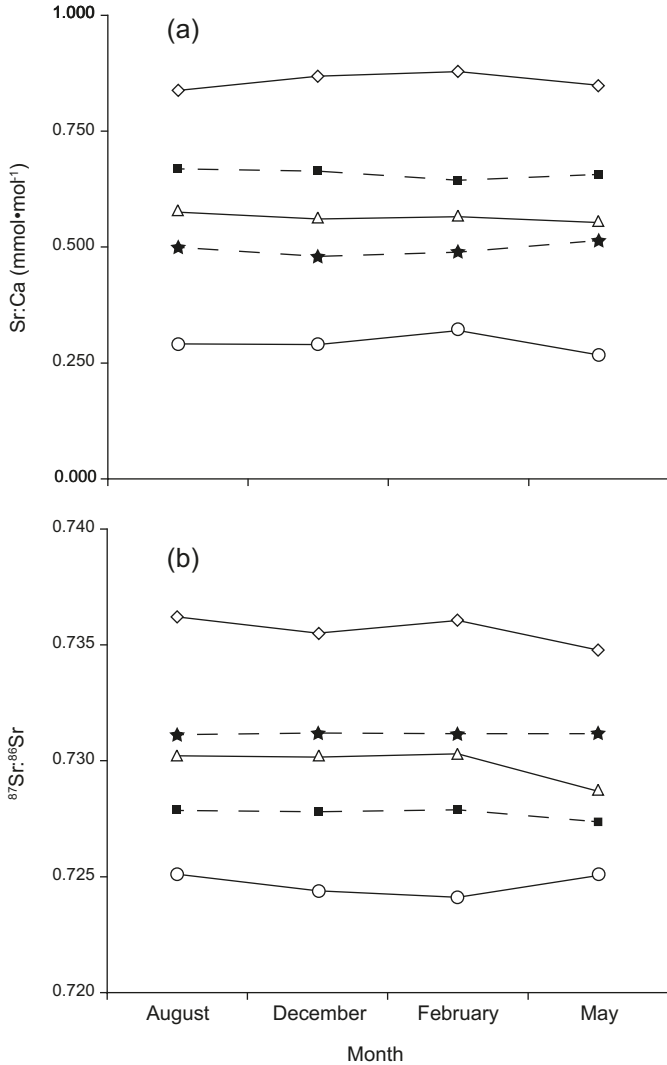 (a)
1.000
0.750
0.500
0.250
0.000
Sr:Ca (mmol•mol⁻¹)
(b)
0.740
0.735
0.730
0.725
0.720
⁸⁷Sr:⁸⁶Sr
August December February May
Month